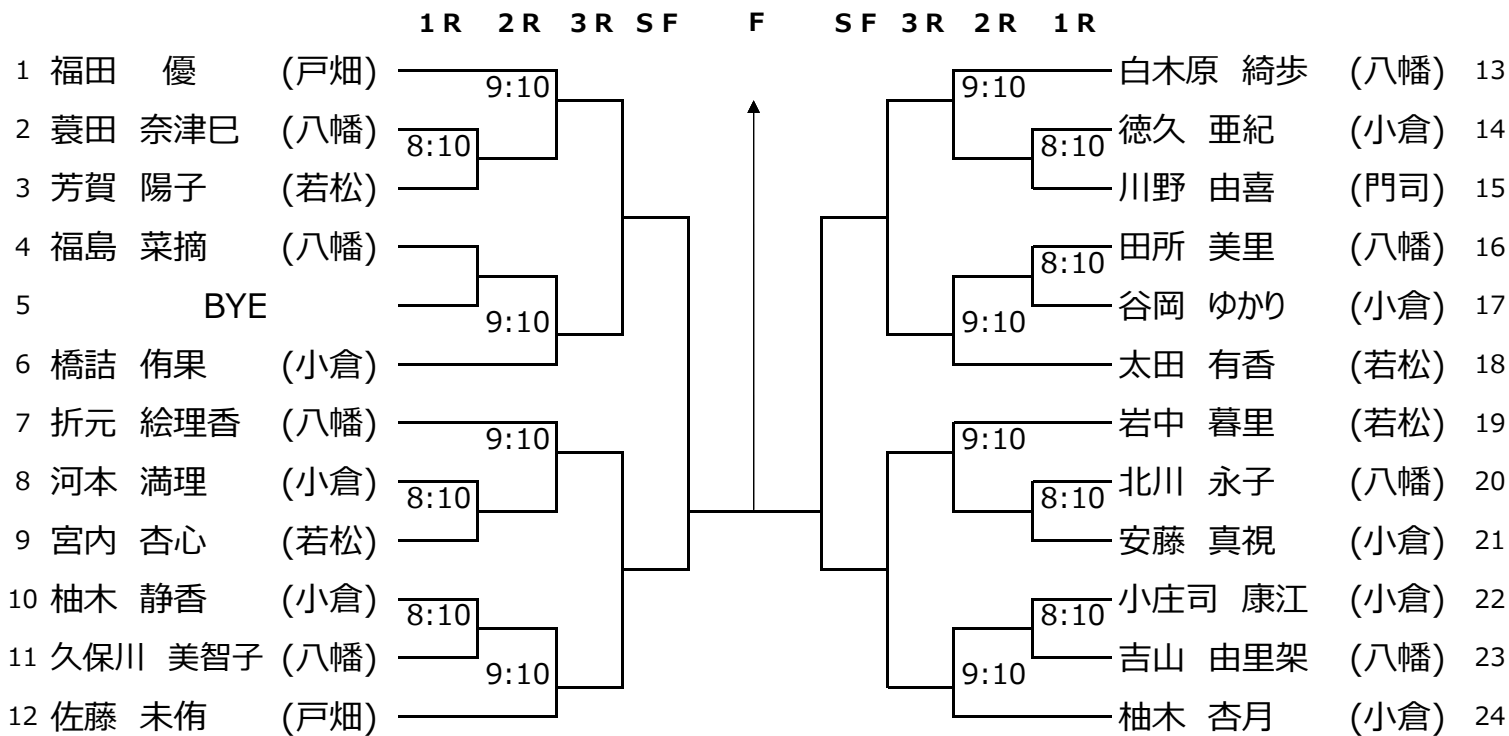 1R 2R 3R SF F SF 3R 2R 1R
1 福田 優 (戸畑) 9:10 9:10 白木原 綺歩 (八幡) 13
2 蓑田 奈津巳 (八幡) 8:10 8:10 徳久 亜紀 (小倉) 14
3 芳賀 陽子 (若松) 川野 由喜 (門司) 15
4 福島 菜摘 (八幡) 8:10 田所 美里 (八幡) 16
5 BYE 9:10 9:10 谷岡 ゆかり (小倉) 17
6 橋詰 侑果 (小倉) 太田 有香 (若松) 18
7 折元 絵理香 (八幡) 9:10 9:10 岩中 暮里 (若松) 19
8 河本 満理 (小倉) 8:10 8:10 北川 永子 (八幡) 20
9 宮内 杏心 (若松) 安藤 真視 (小倉) 21
10 柚木 静香 (小倉) 8:10 8:10 小庄司 康江 (小倉) 22
11 久保川 美智子 (八幡) 9:10 9:10 吉山 由里架 (八幡) 23
12 佐藤 未侑 (戸畑) 柚木 杏月 (小倉) 24